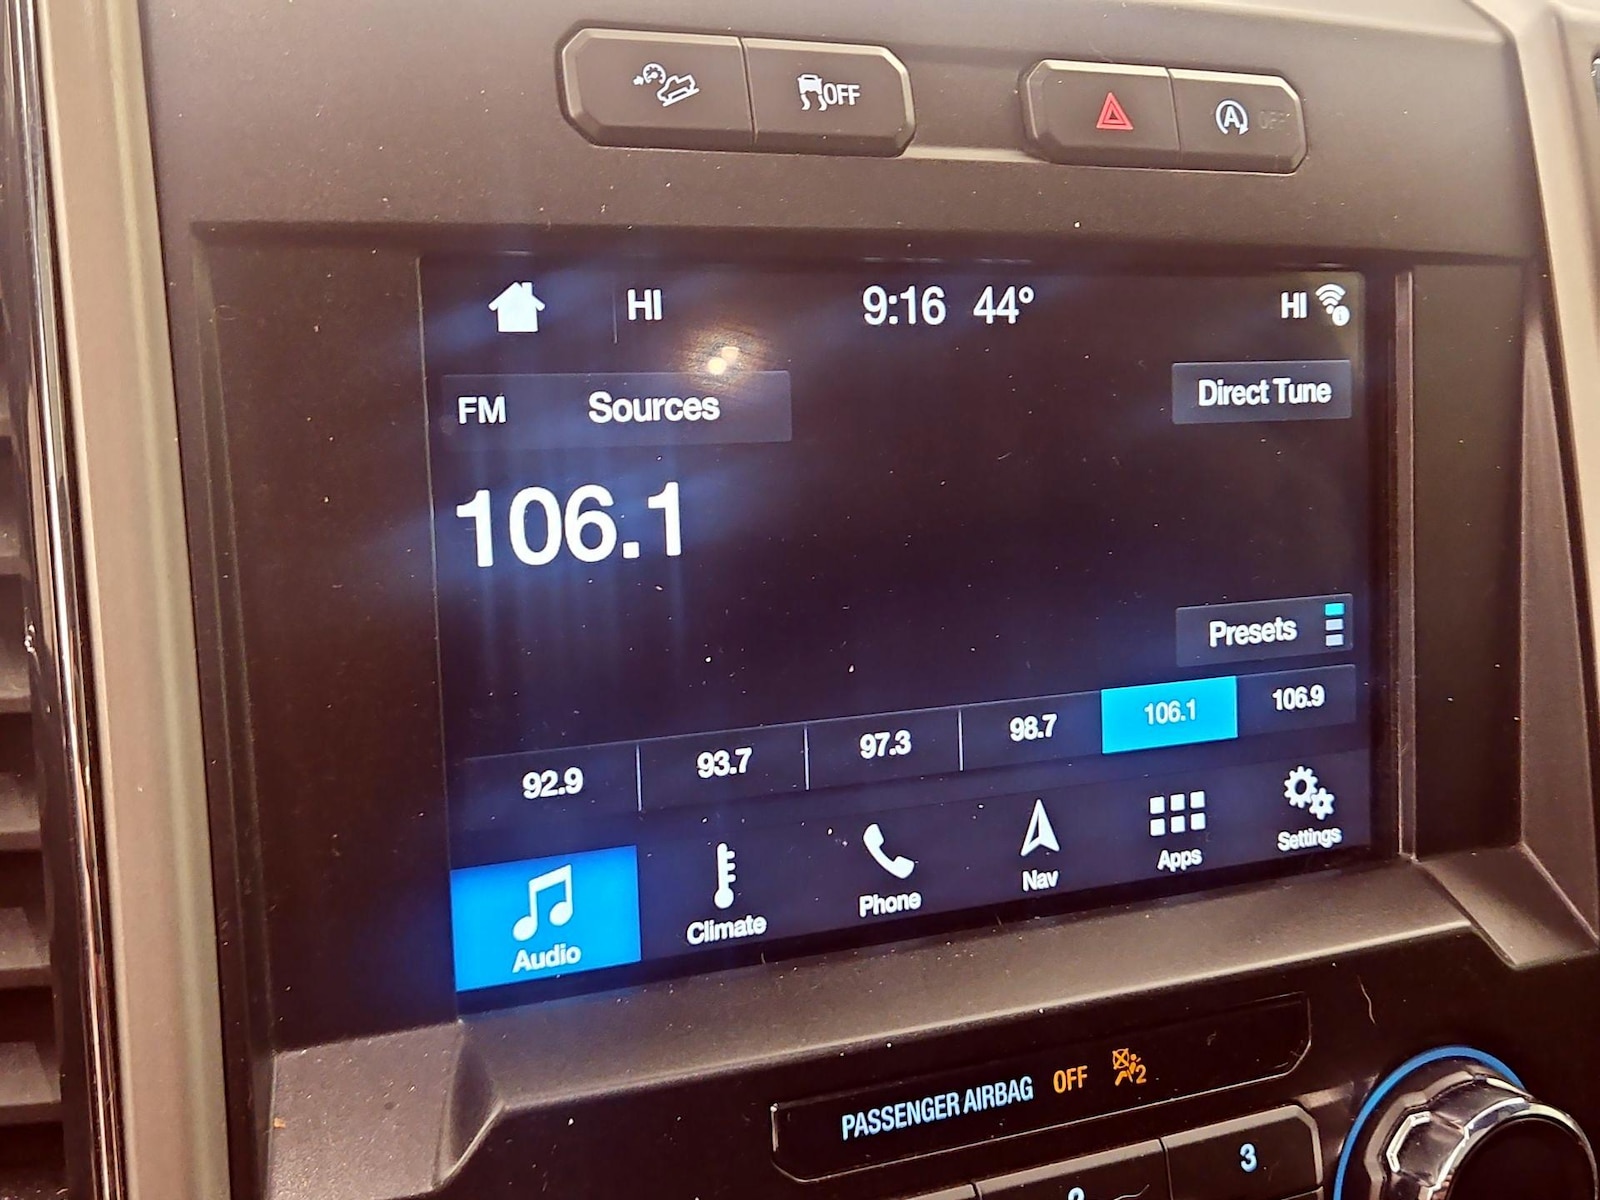 OFF
A OFF
HI 9:16 44° HI
FM Sources
Direct Tune
106.1
Presets
92.9 93.7 97.3 98.7 106.1 106.9
Audio Climate Phone Nav Apps Settings
PASSENGER AIRBAG OFF 2
3